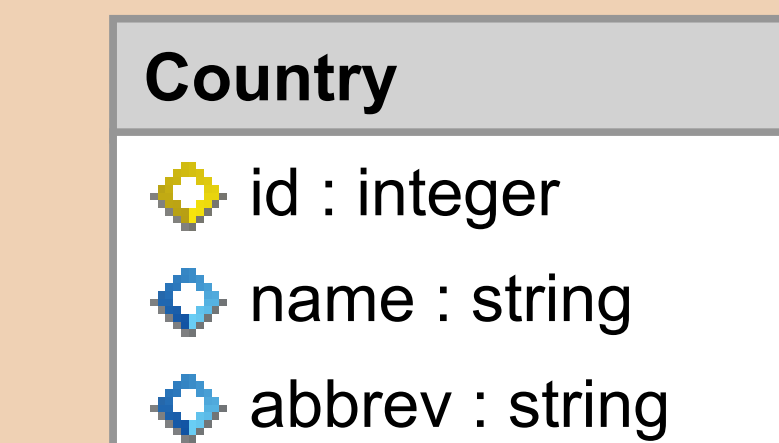 Country
id : integer
name : string
abbrev : string